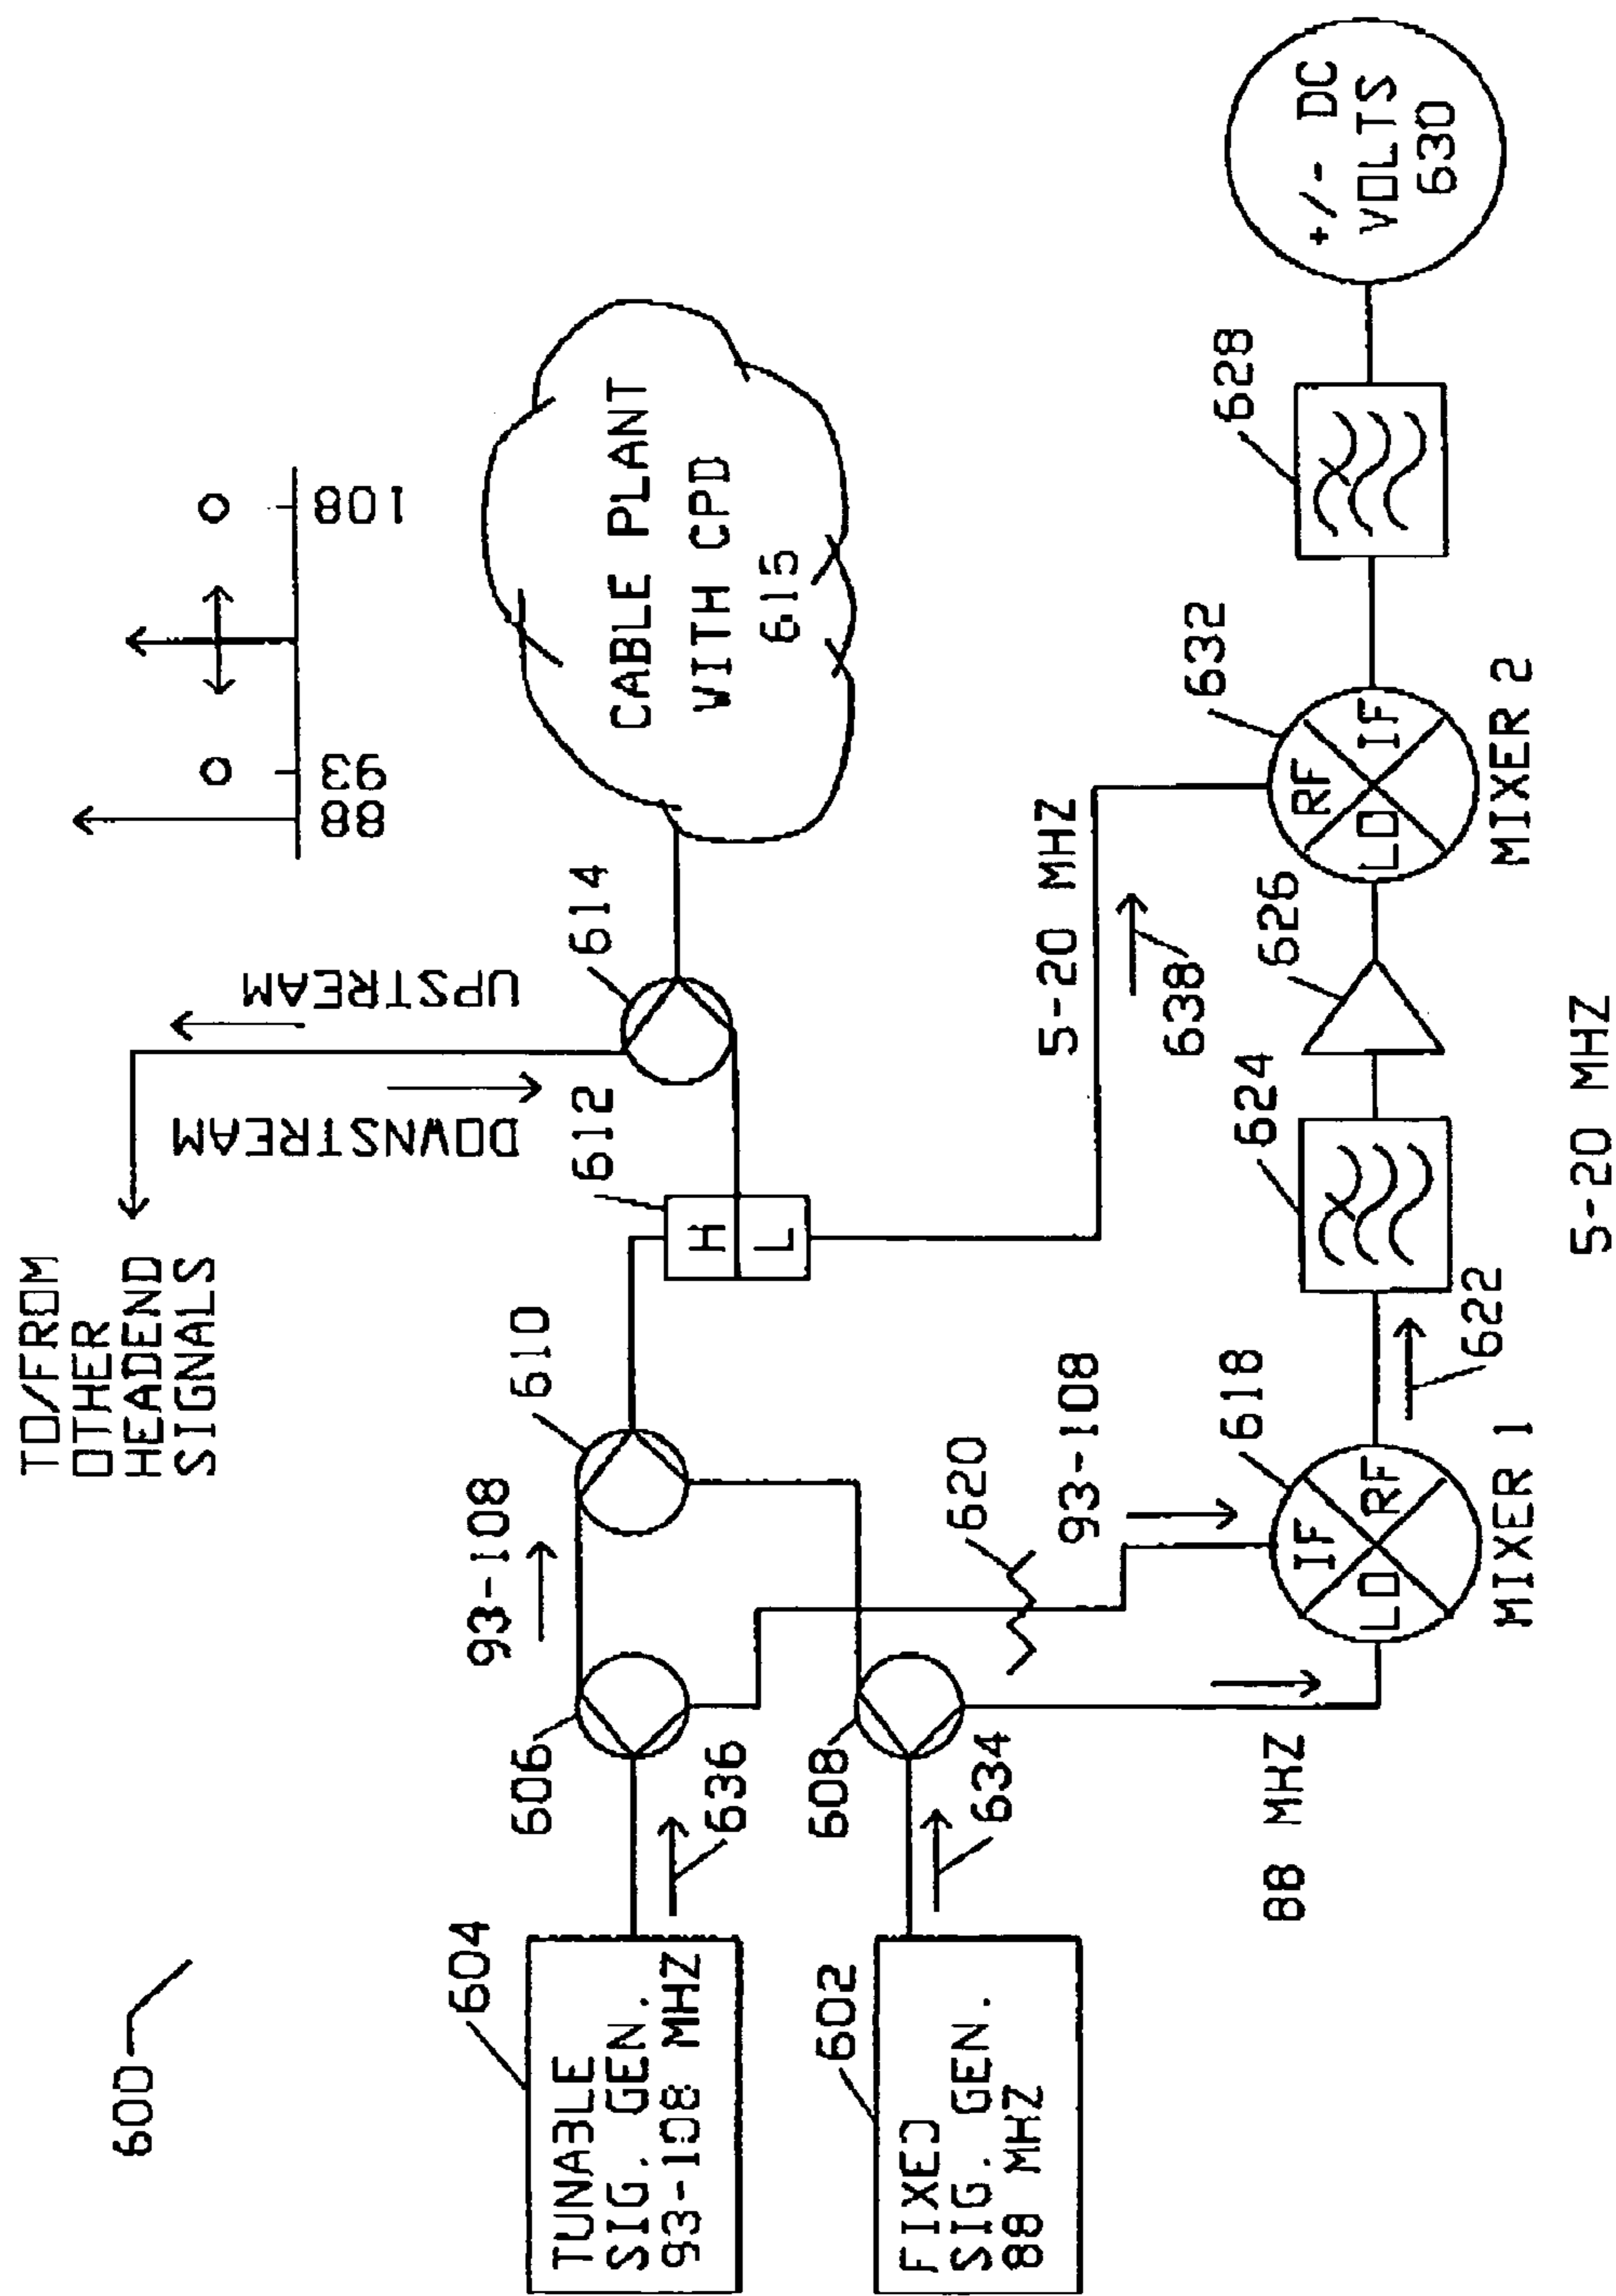 600
TO/FROM
OTHER
HEADEND
SIGNALS
DOWNSTREAM
UPSTREAM
88
93
108
604
TUNABLE
SIG. GEN.
93-108 MHZ
636
606
93-108
610
612
H
L
614
CABLE PLANT
WITH CPD
615
602
FIXED
SIG. GEN.
88 MHZ
634
608
620
93-108
88 MHZ
618
IF
LO
RF
MIXER 1
622
624
626
5-20 MHZ
5-20 MHZ
638
632
RF
LO
IF
MIXER 2
628
+/- DC
VOLTS
630